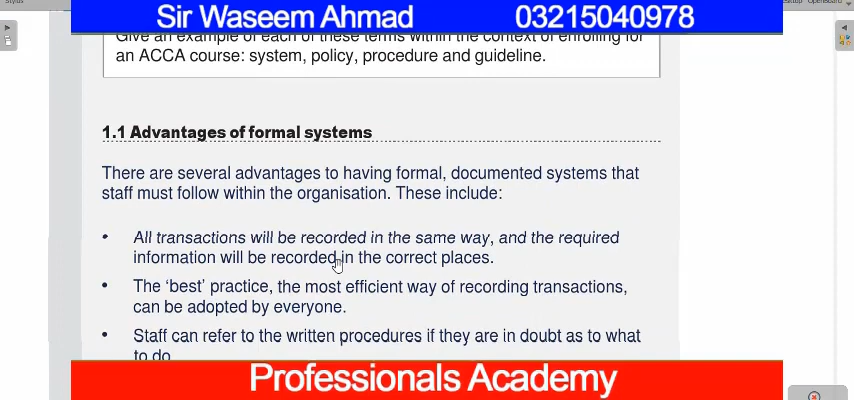 Stylus
Desktop OpenBoard
Sir Waseem Ahmad 03215040978
Give an example of each of these terms within the context of enrolling for
an ACCA course: system, policy, procedure and guideline.
1.1 Advantages of formal systems
There are several advantages to having formal, documented systems that
staff must follow within the organisation. These include:
• All transactions will be recorded in the same way, and the required
information will be recorded in the correct places.
• The ‘best’ practice, the most efficient way of recording transactions,
can be adopted by everyone.
• Staff can refer to the written procedures if they are in doubt as to what
to do
Professionals Academy